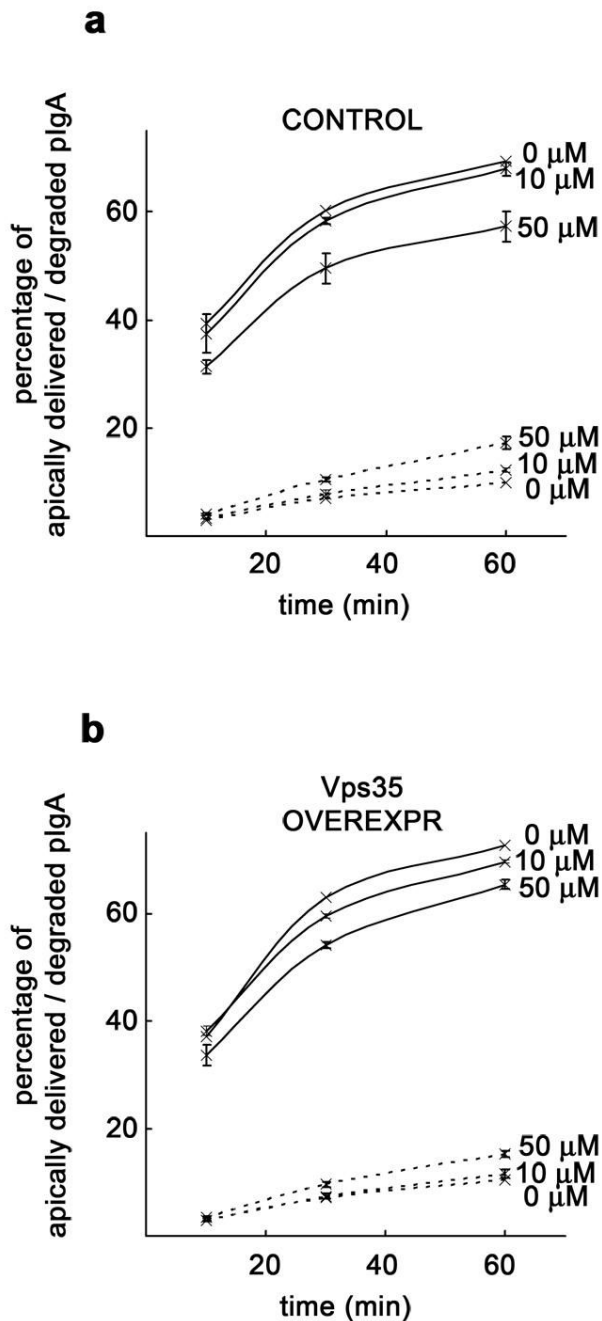 a
CONTROL
percentage of
apically delivered / degraded pIgA
60
40
20
0 μM
10 μM
50 μM
50 μM
10 μM
0 μM
20 40 60
time (min)
b
Vps35
OVEREXPR
percentage of
apically delivered / degraded pIgA
60
40
20
0 μM
10 μM
50 μM
50 μM
10 μM
0 μM
20 40 60
time (min)